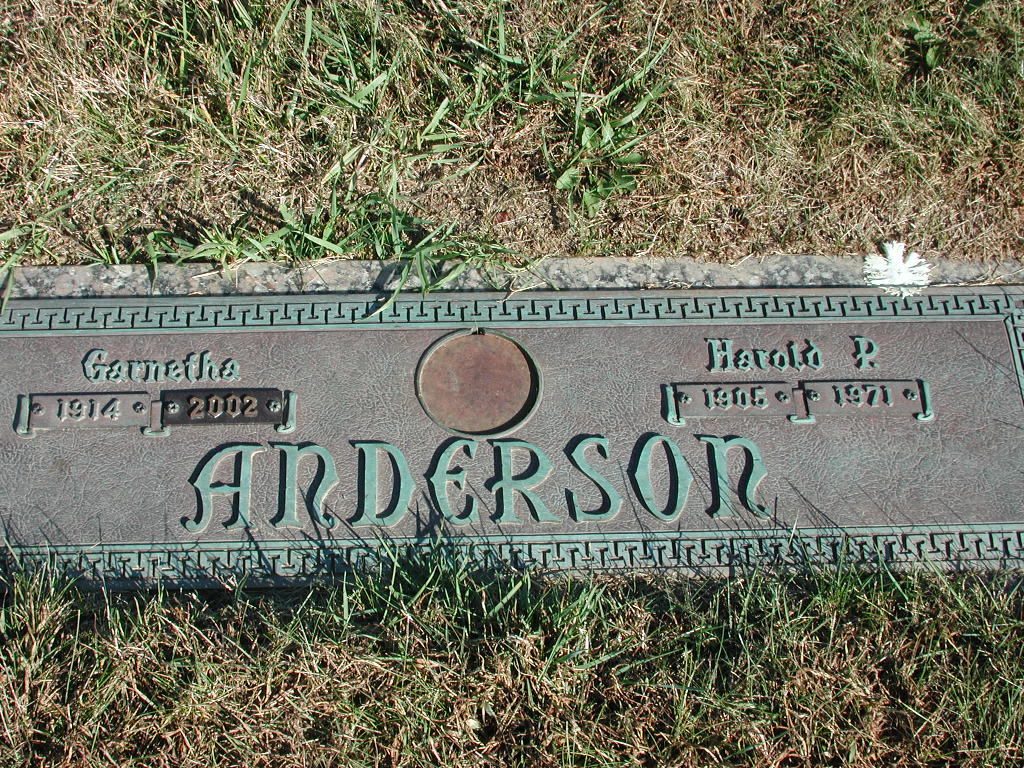 Garnetha
1914 2002
Harold P.
1905 1971
ANDERSON